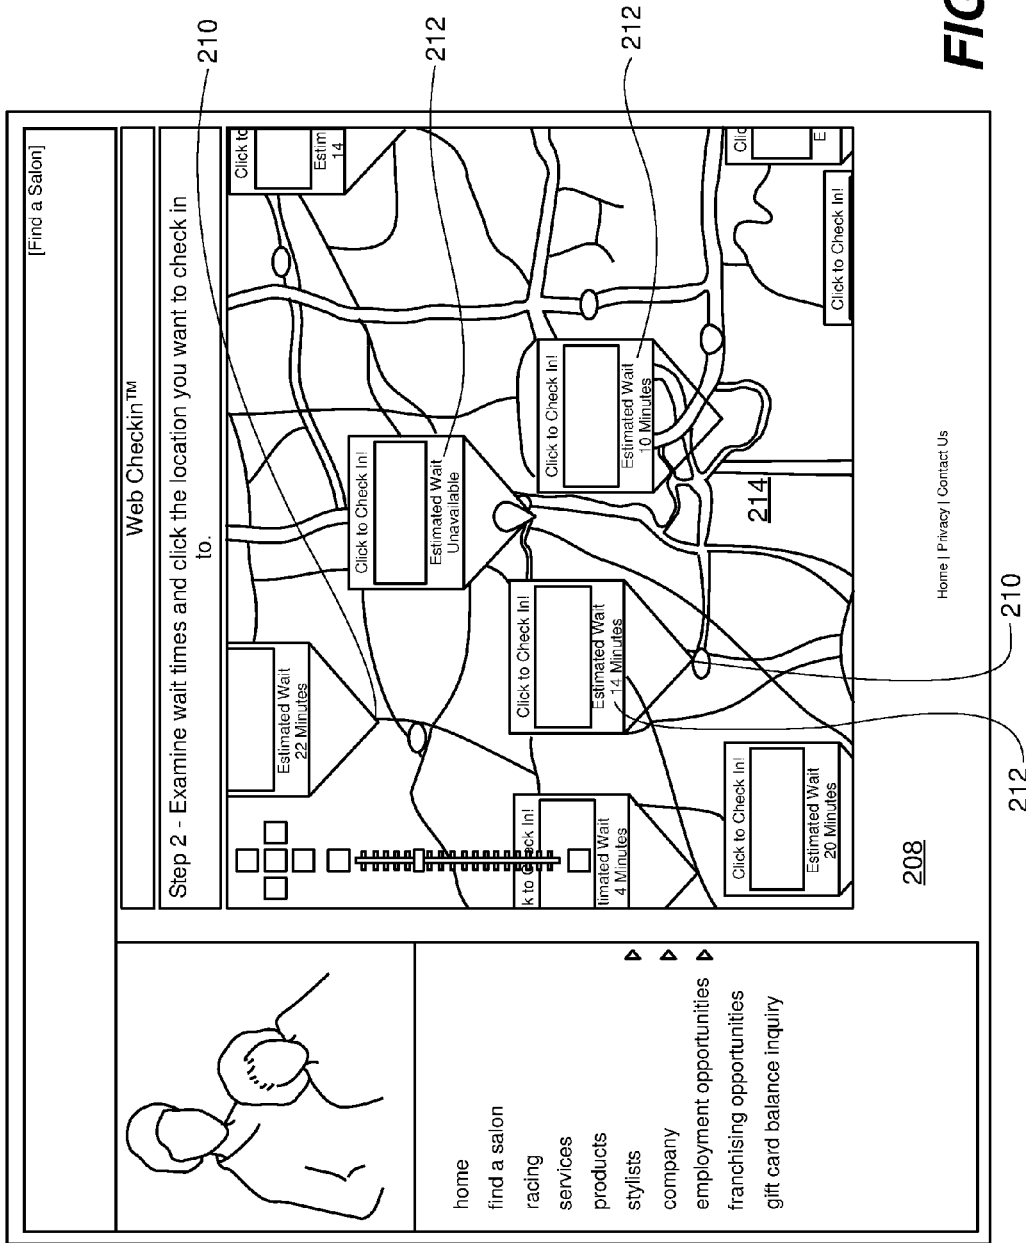 [Find a Salon]
Web Checkin™
Step 2 - Examine wait times and click the location you want to check in
to.
home
find a salon
racing
services
products
stylists
company
employment opportunities
franchising opportunities
gift card balance inquiry
Estimated Wait
22 Minutes
Click to Check In!
Estimated Wait
Unavailable
Click to
Estim
14
k to Check In!
timated Wait
4 Minutes
Click to Check In!
Estimated Wait
14 Minutes
Click to Check In!
Estimated Wait
10 Minutes
Click to Check In!
Estimated Wait
20 Minutes
Click to Check In!
Clic
E
214
208
Home | Privacy | Contact Us
210
212
212
210
212
FIG